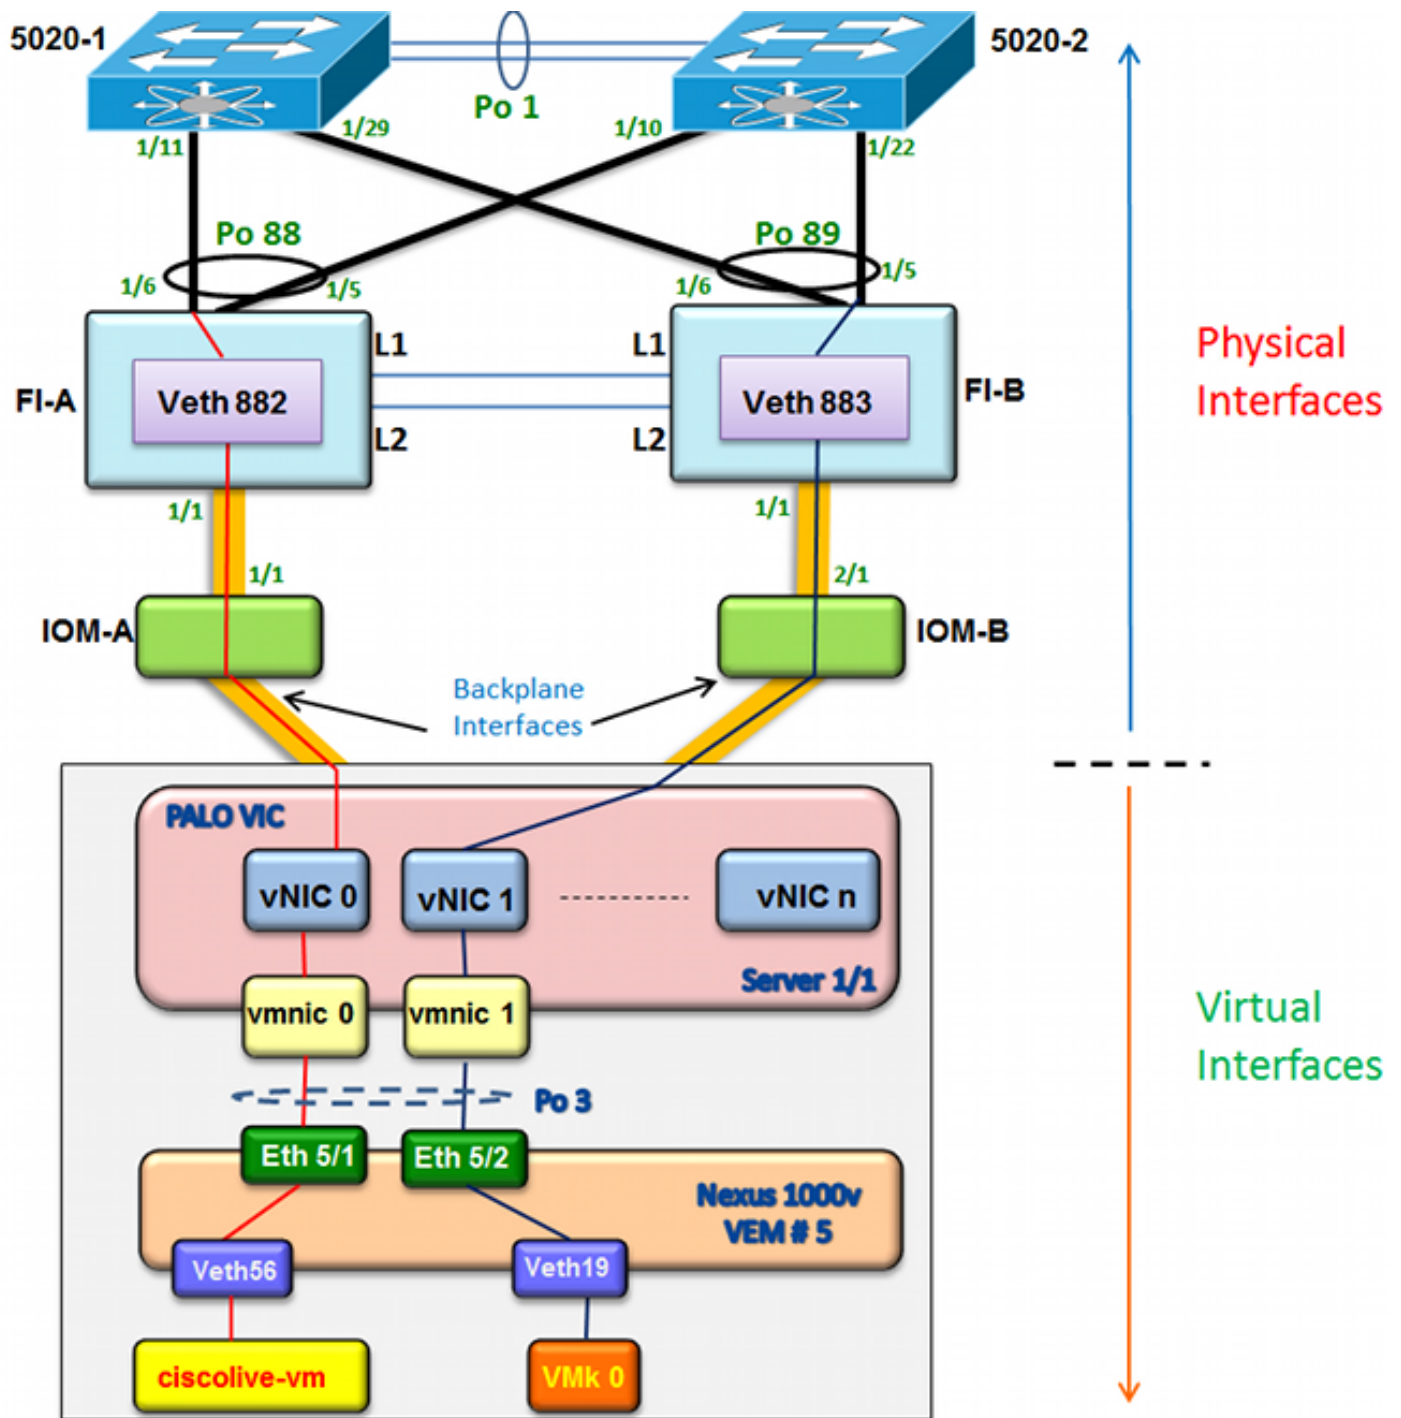 5020-1
5020-2
Po 1
1/29
1/10
1/11
1/22
Po 88
Po 89
1/6
1/5
1/6
1/5
L1
L1
Physical
Interfaces
FI-A
Veth 882
Veth 883
FI-B
L2
L2
1/1
1/1
1/1
2/1
IOM-A
IOM-B
Backplane
Interfaces
PALO VIC
vNIC 0
vNIC 1
vNIC n
Server 1/1
vmnic 0
vmnic 1
Virtual
Interfaces
Po 3
Eth 5/1
Eth 5/2
Nexus 1000v
VEM # 5
Veth56
Veth19
ciscolive-vm
VMk 0